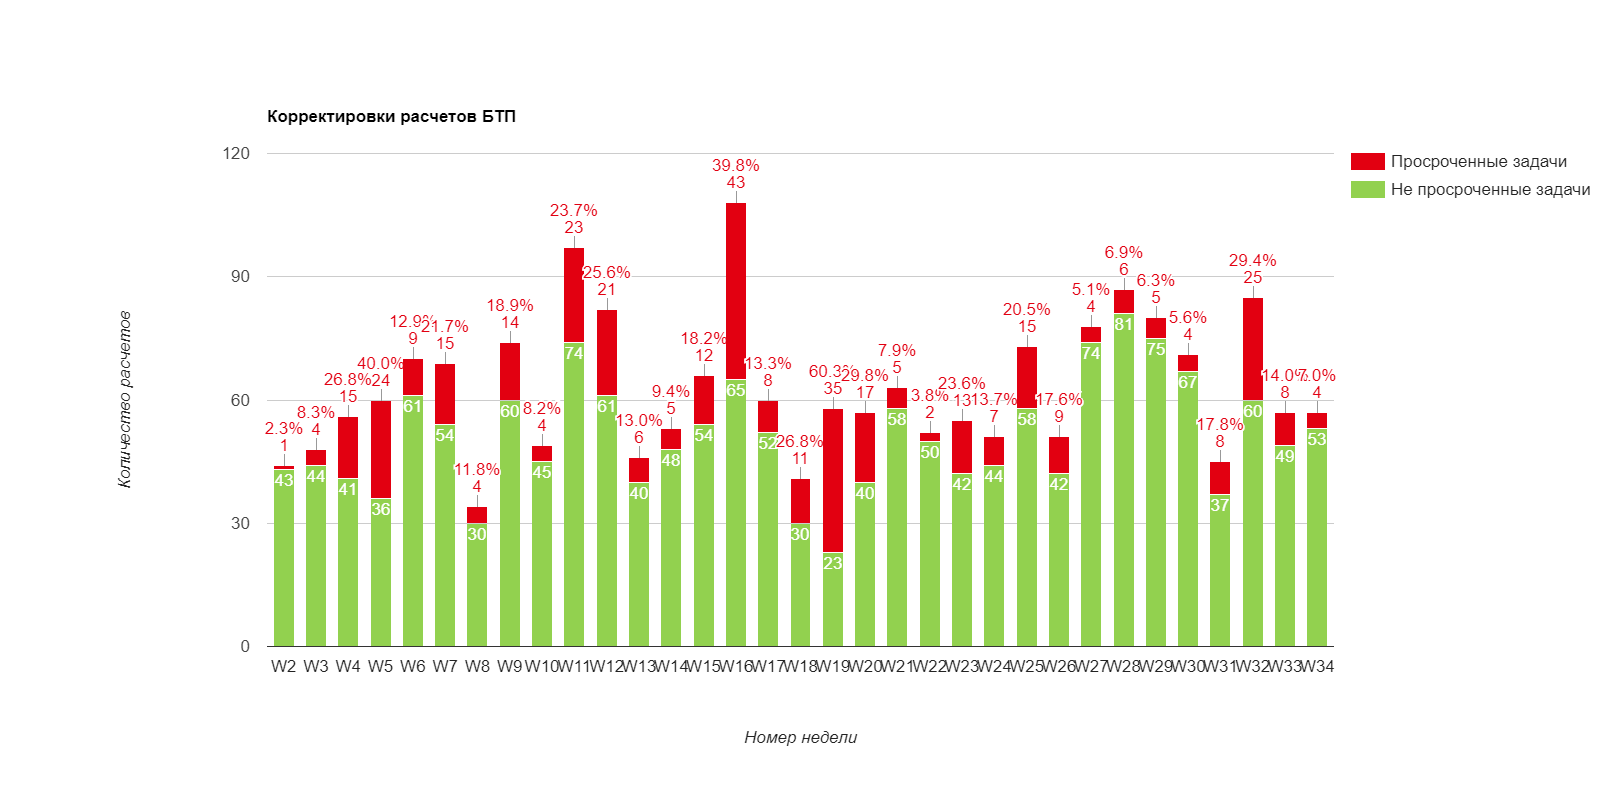 Корректировки расчетов БТП
Просроченные задачи
Не просроченные задачи
Количество расчетов
120
90
60
30
0
2.3% 1 43
8.3% 4 44
26.8% 15 41
40.0% 24 36
12.9% 9 61
21.7% 15 54
11.8% 4 30
18.9% 14 60
8.2% 4 45
23.7% 23 74
25.6% 21 61
13.0% 6 40
9.4% 5 48
18.2% 12 54
39.8% 43 65
13.3% 8 52
26.8% 11 30
60.3% 35 23
29.8% 17 40
7.9% 5 58
3.8% 2 50
23.6% 13 42
13.7% 7 44
20.5% 15 58
17.6% 9 42
5.1% 4 74
6.9% 6 81
6.3% 5 75
5.6% 4 67
17.8% 8 37
29.4% 25 60
14.0% 8 49
7.0% 4 53
W2 W3 W4 W5 W6 W7 W8 W9 W10 W11 W12 W13 W14 W15 W16 W17 W18 W19 W20 W21 W22 W23 W24 W25 W26 W27 W28 W29 W30 W31 W32 W33 W34
Номер недели